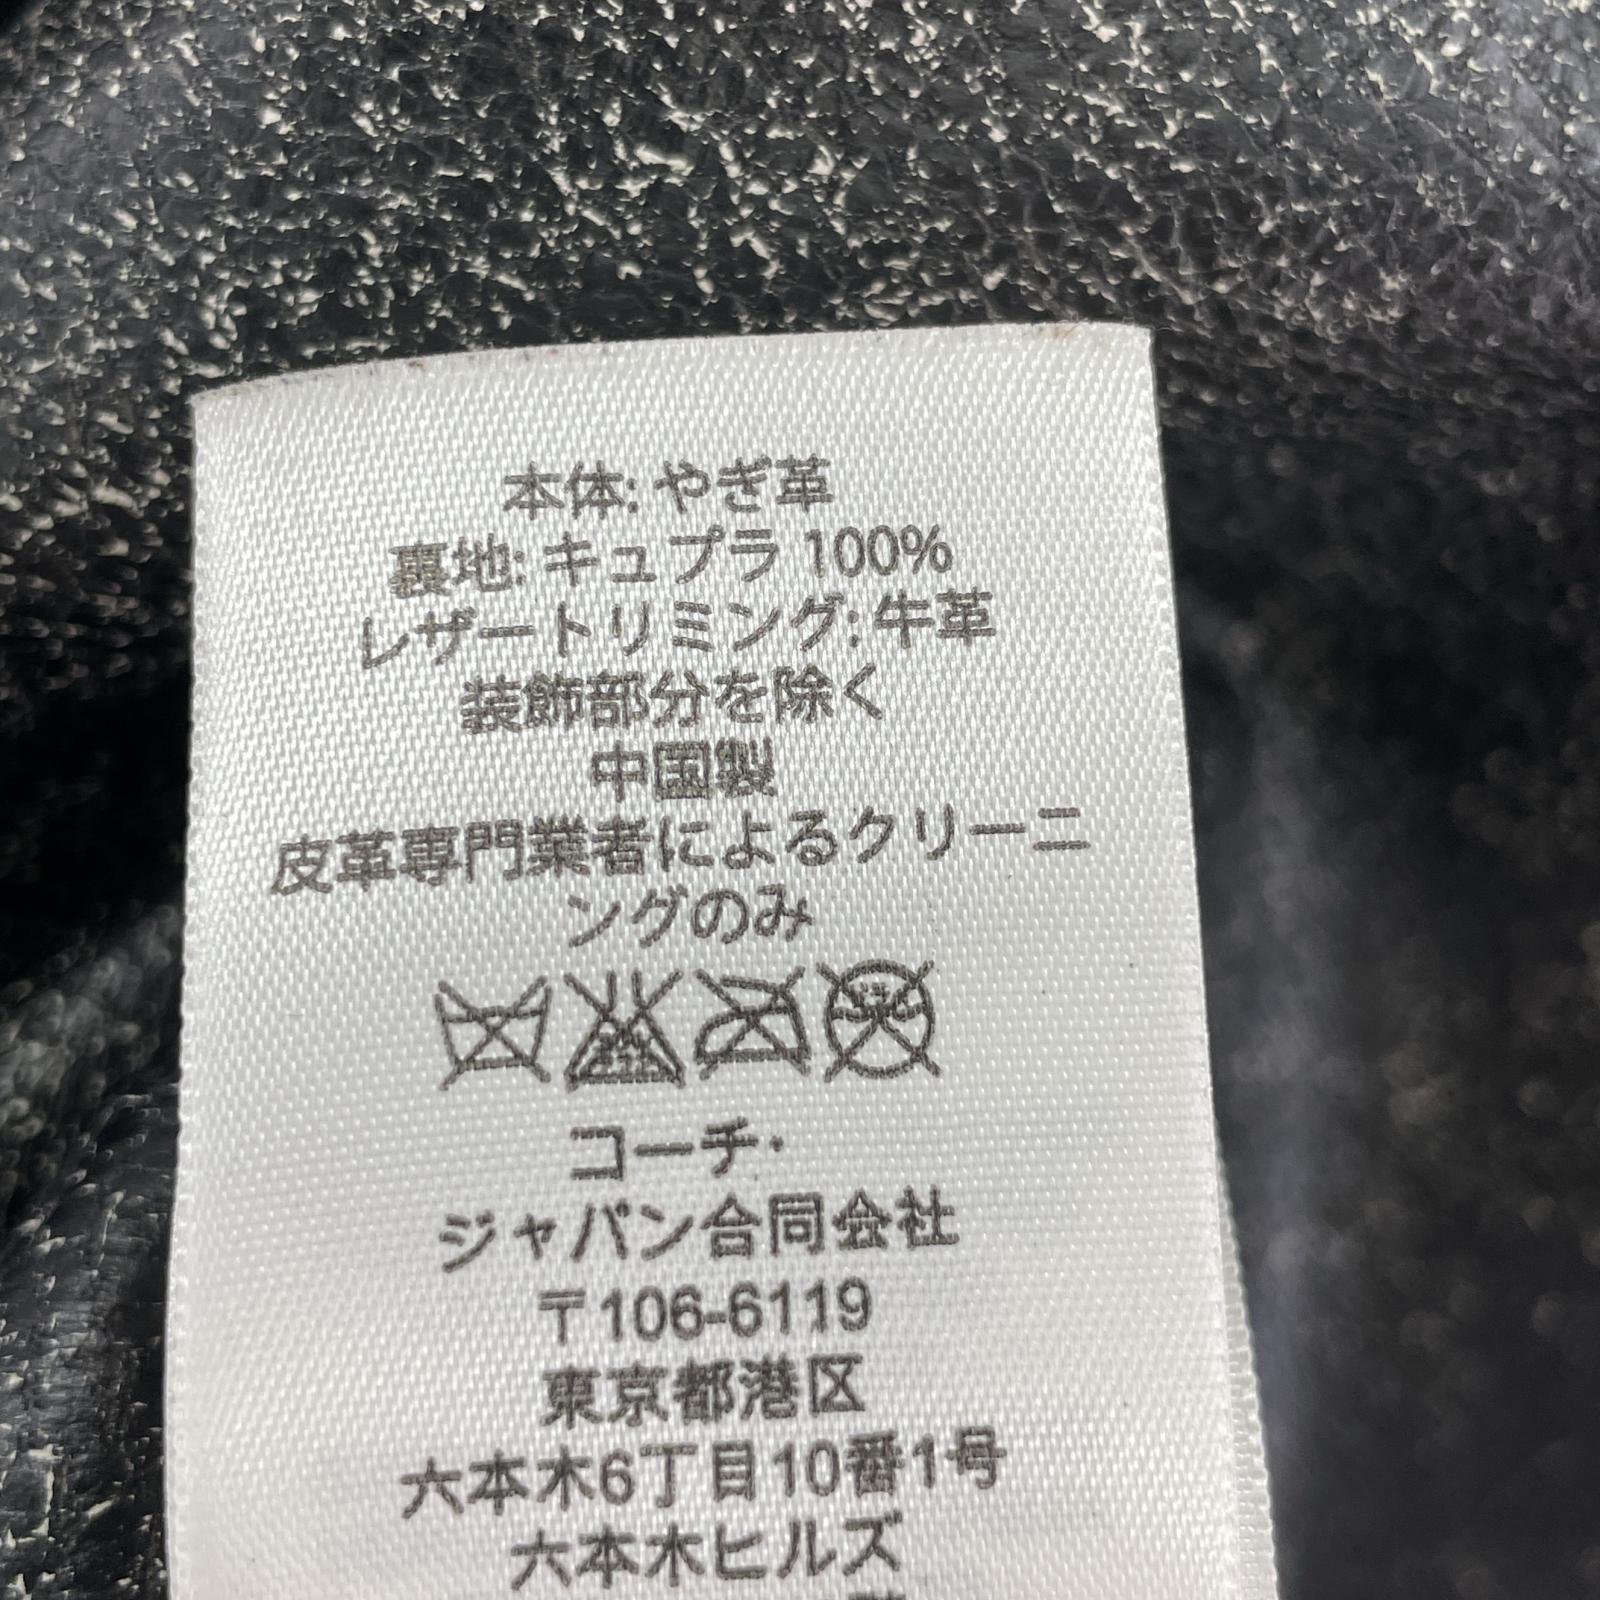 本体: やぎ革
裏地: キュプラ 100%
レザートリミング: 牛革
装飾部分を除く
中国製
皮革専門業者によるクリーニ
ングのみ
コーチ・
ジャパン合同会社
〒106-6119
東京都港区
六本木6丁目10番1号
六本木ヒルズ